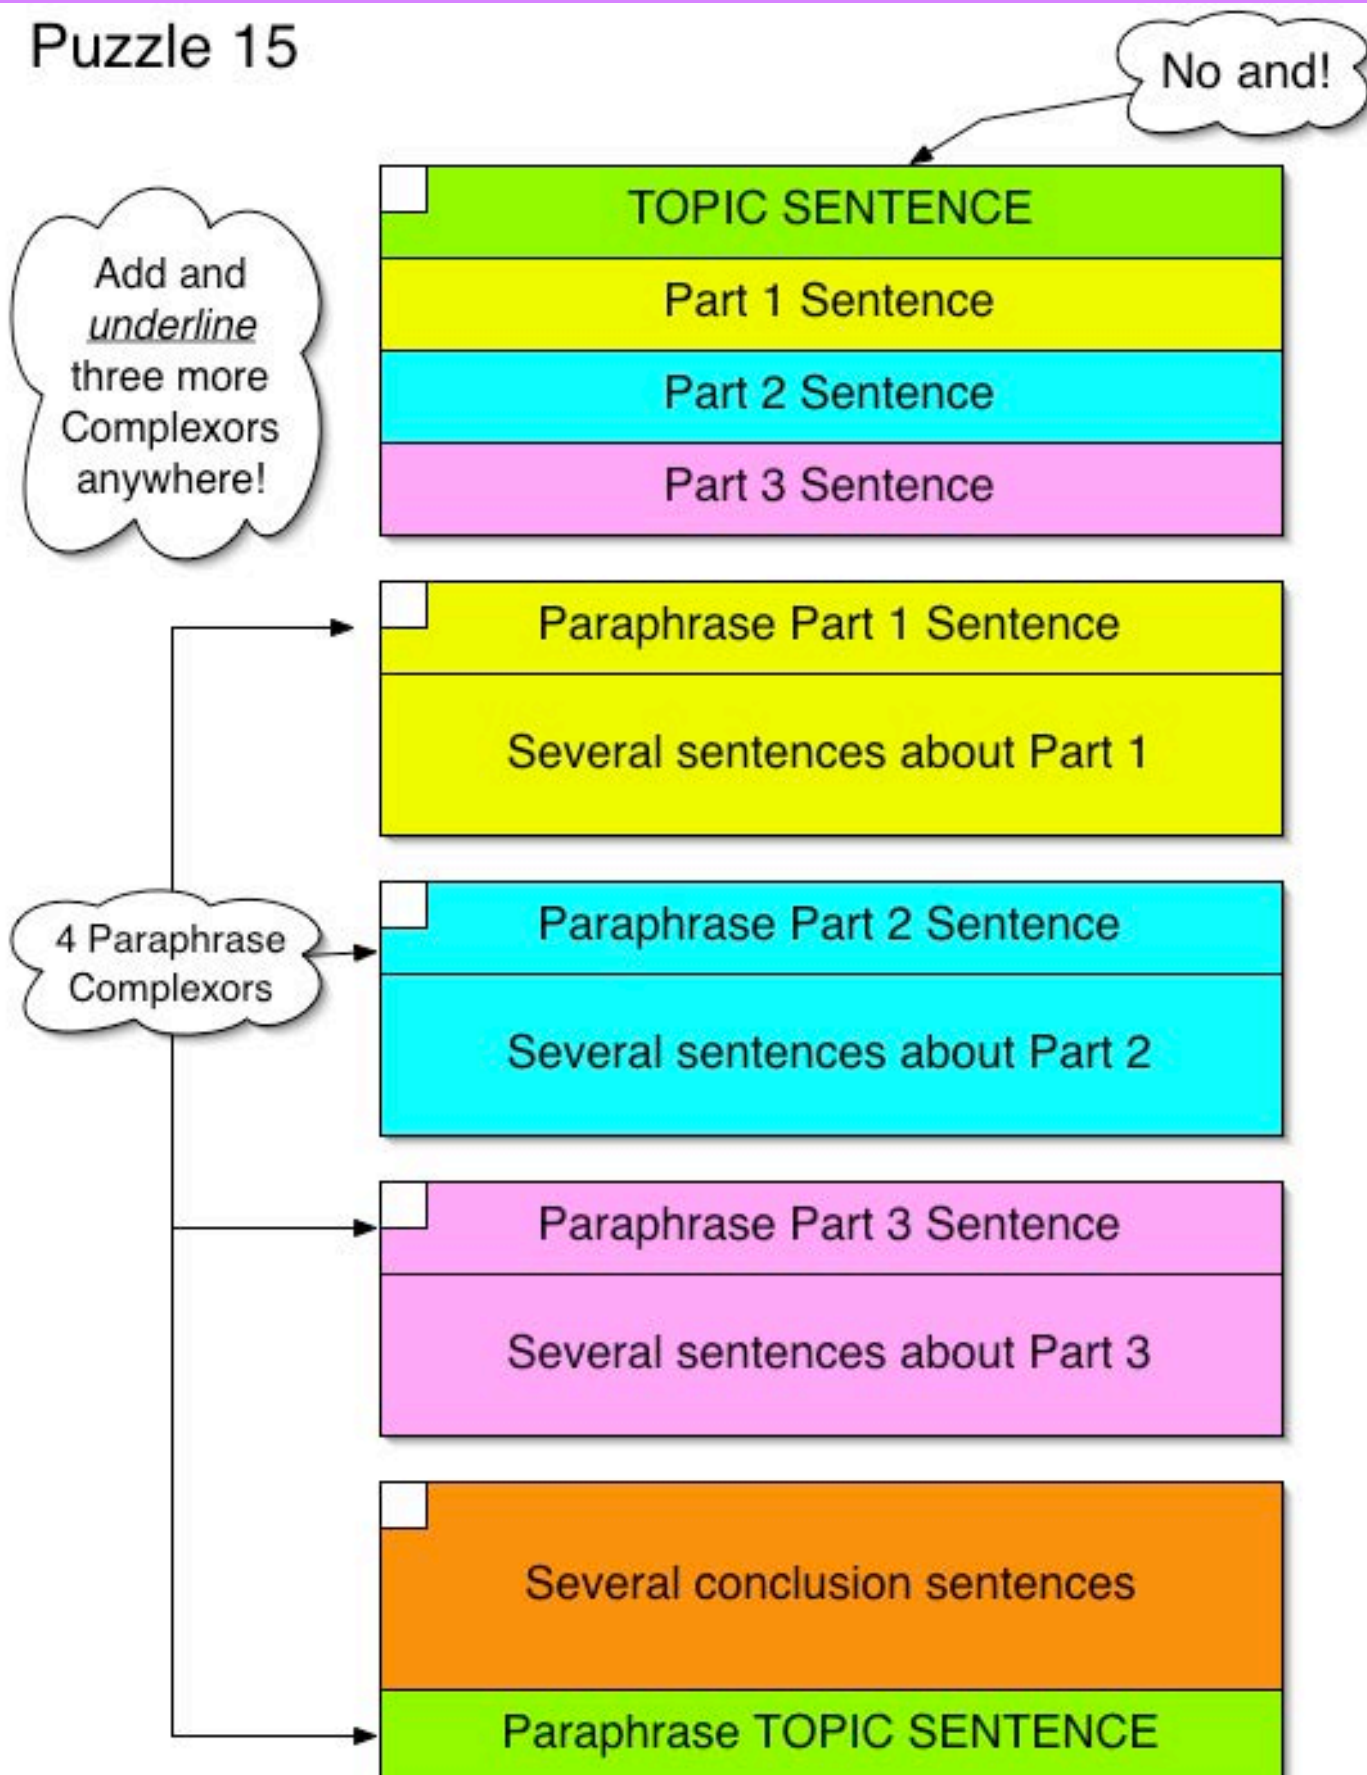 Puzzle 15
No and!
TOPIC SENTENCE
Part 1 Sentence
Part 2 Sentence
Part 3 Sentence
Add and
underline
three more
Complexors
anywhere!
Paraphrase Part 1 Sentence
Several sentences about Part 1
4 Paraphrase
Complexors
Paraphrase Part 2 Sentence
Several sentences about Part 2
Paraphrase Part 3 Sentence
Several sentences about Part 3
Several conclusion sentences
Paraphrase TOPIC SENTENCE